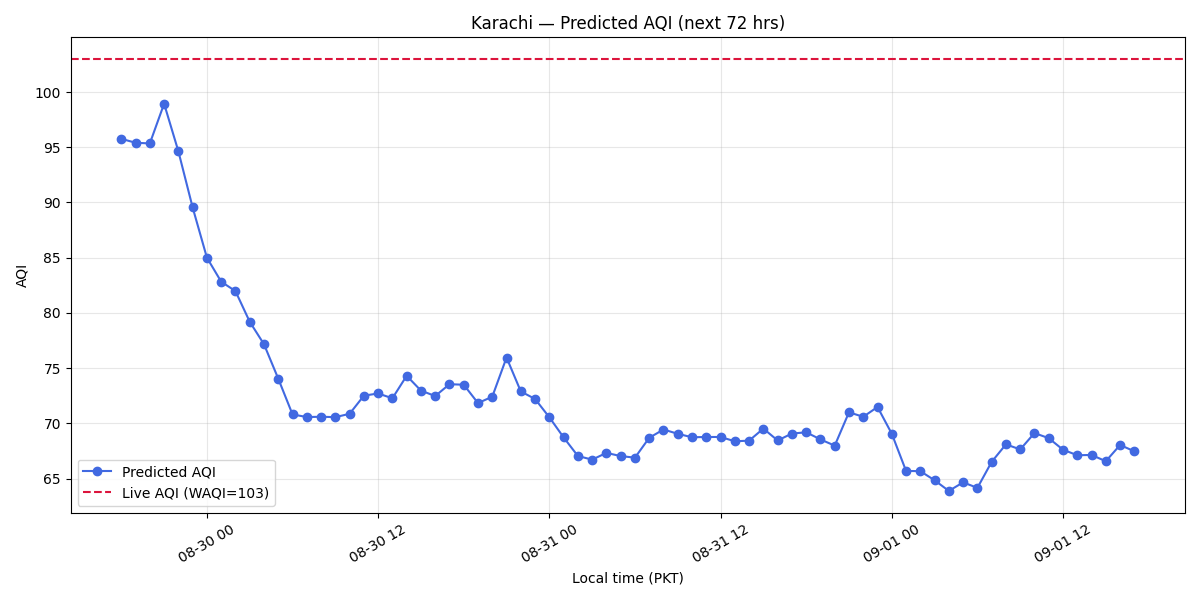 Karachi — Predicted AQI (next 72 hrs)
AQI
100
95
90
85
80
75
70
65
Predicted AQI
Live AQI (WAQI=103)
08-30 00
08-30 12
08-31 00
08-31 12
09-01 00
09-01 12
Local time (PKT)